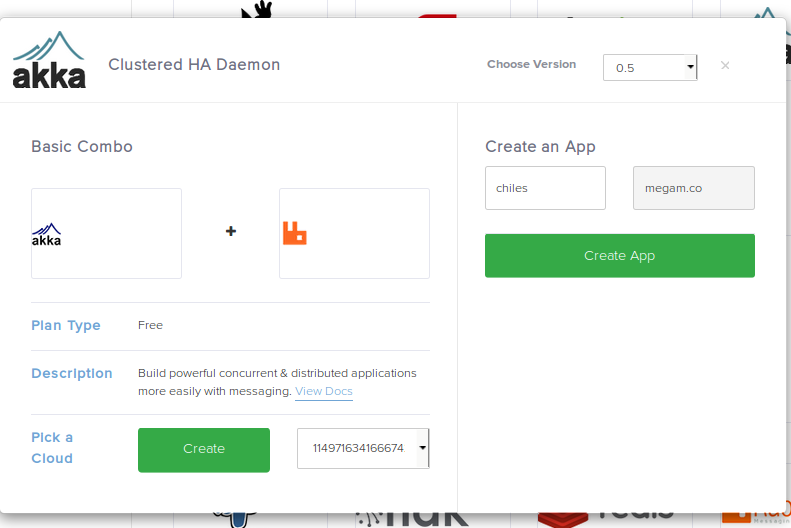 akka
Clustered HA Daemon
Choose Version
0.5
×
Basic Combo
Create an App
akka
+
chiles
megam.co
Create App
Plan Type
Free
Description
Build powerful concurrent & distributed applications
more easily with messaging. View Docs
Pick a
Cloud
Create
114971634166674